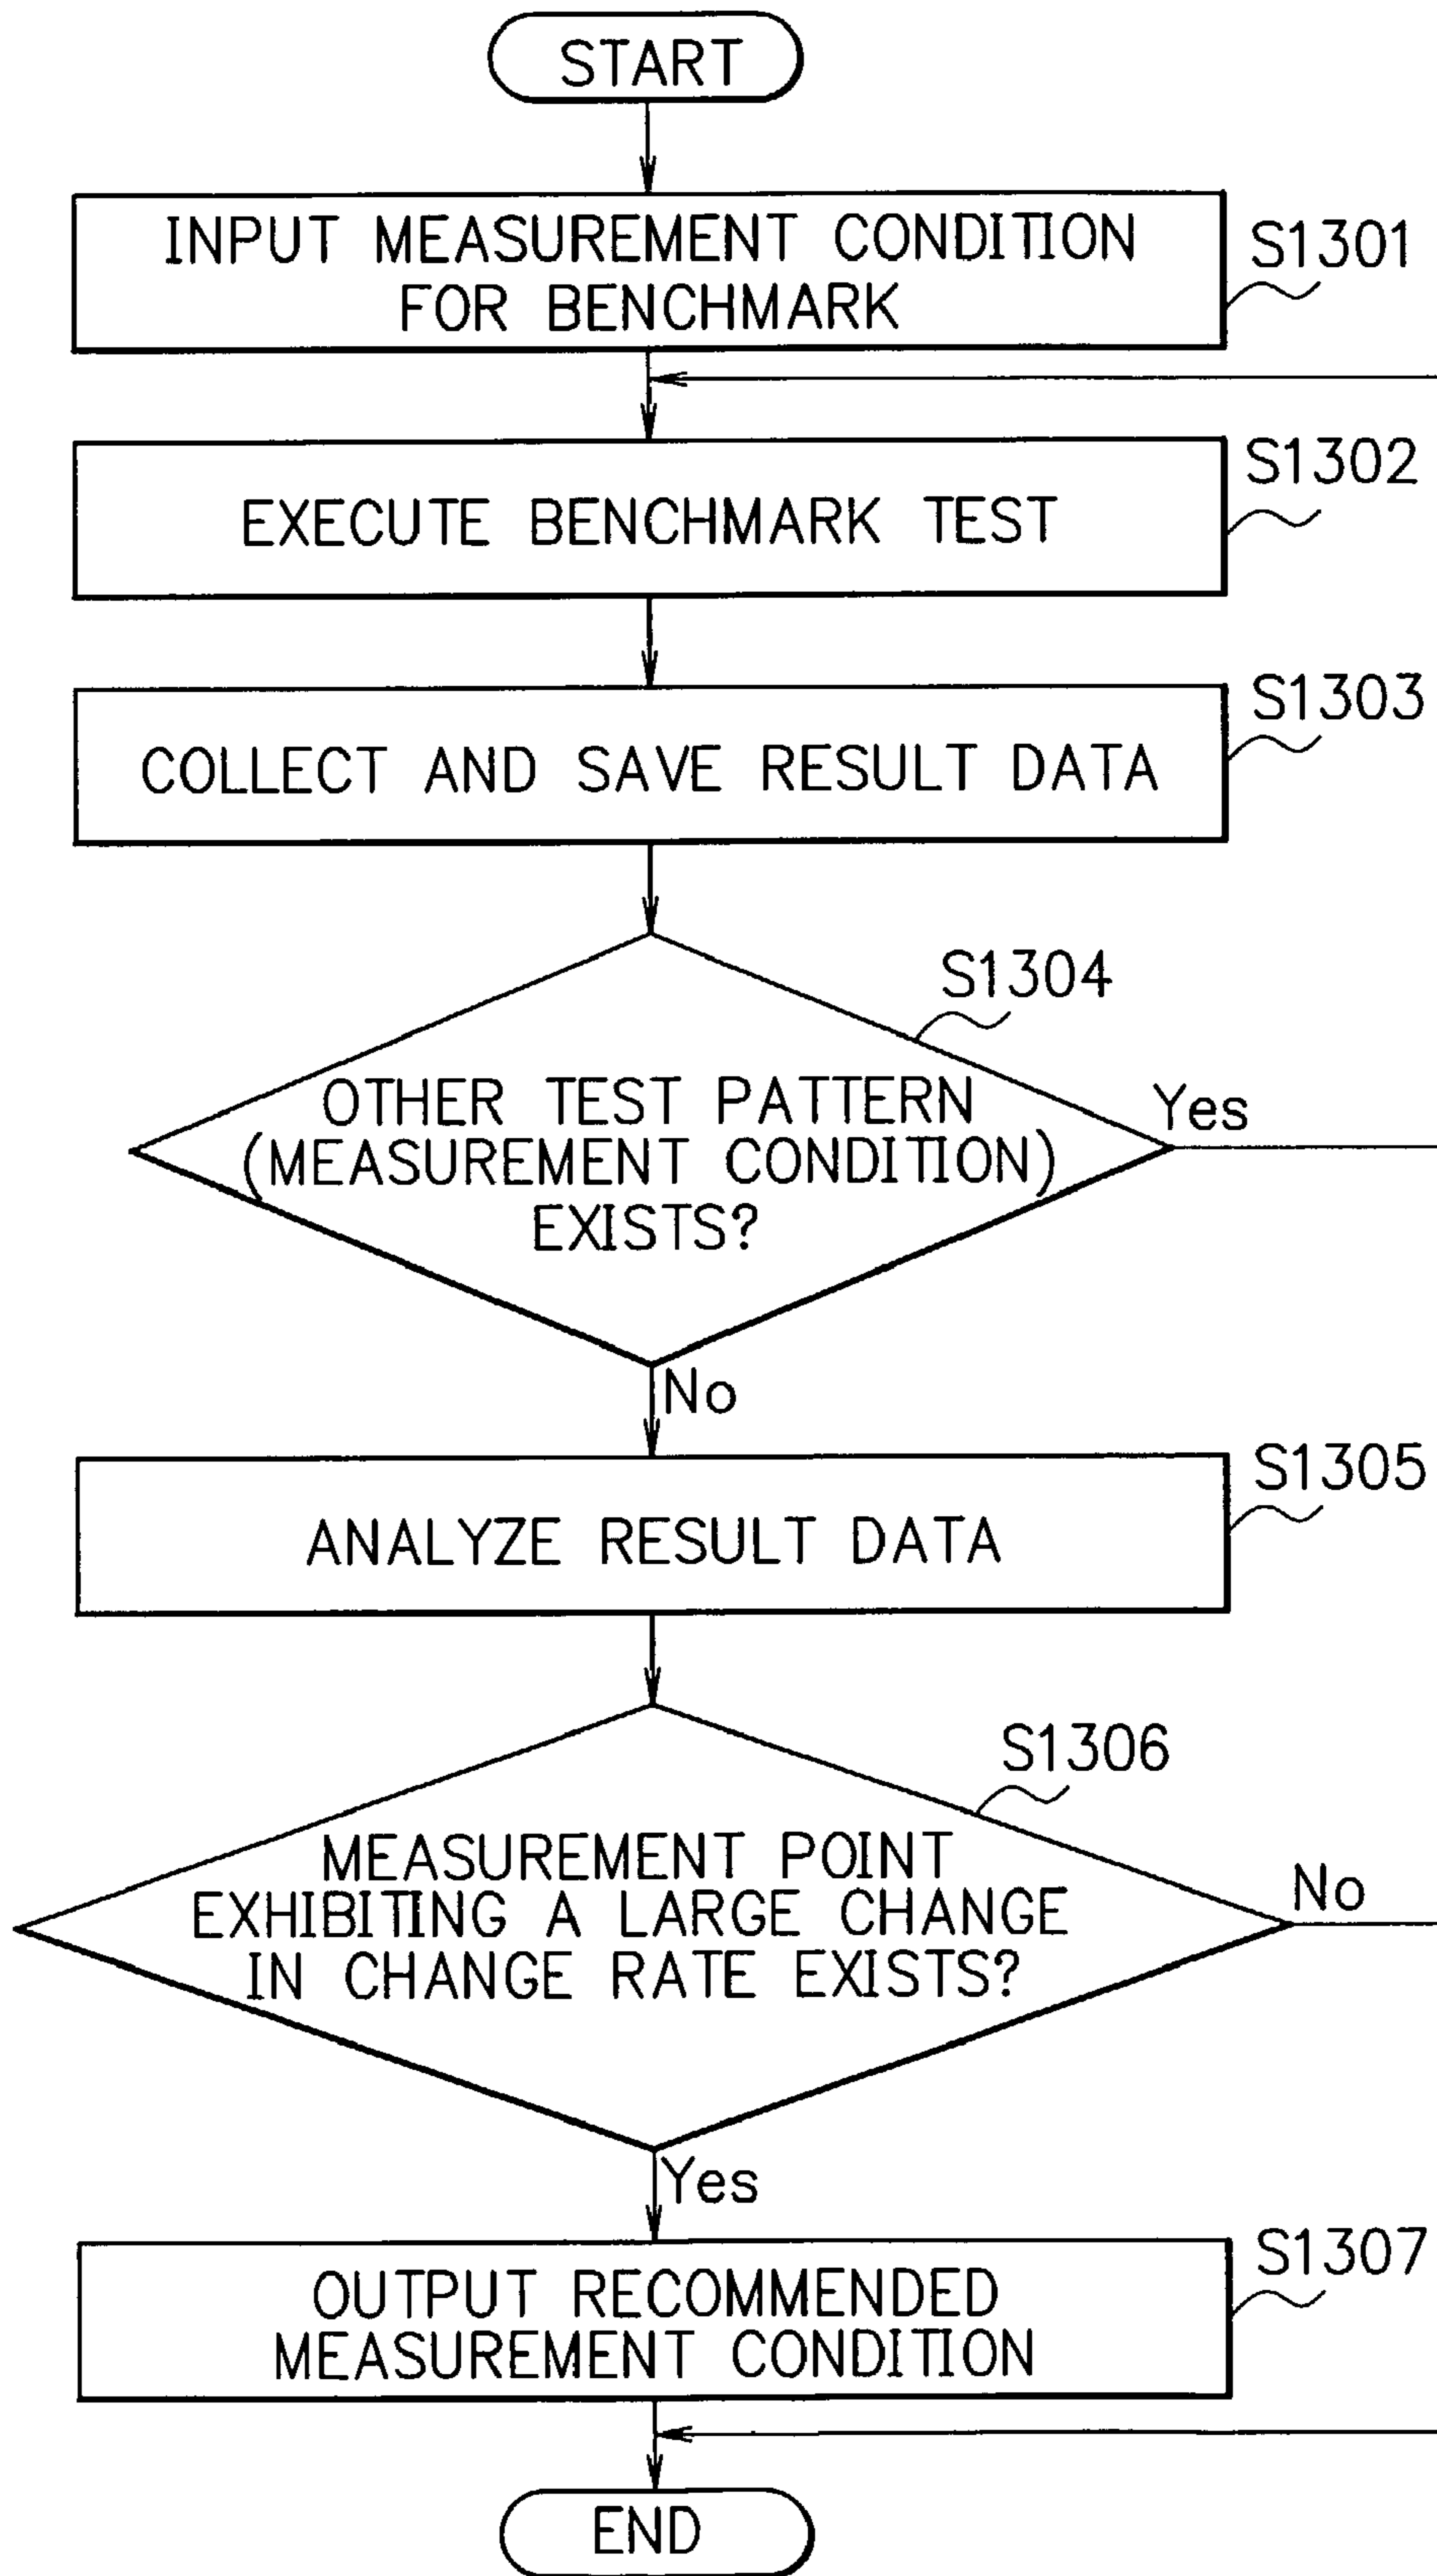 START
INPUT MEASUREMENT CONDITION
FOR BENCHMARK
S1301
EXECUTE BENCHMARK TEST
S1302
COLLECT AND SAVE RESULT DATA
S1303
S1304
OTHER TEST PATTERN
(MEASUREMENT CONDITION)
EXISTS?
Yes
No
S1305
ANALYZE RESULT DATA
S1306
MEASUREMENT POINT
EXHIBITING A LARGE CHANGE
IN CHANGE RATE EXISTS?
No
Yes
S1307
OUTPUT RECOMMENDED
MEASUREMENT CONDITION
END